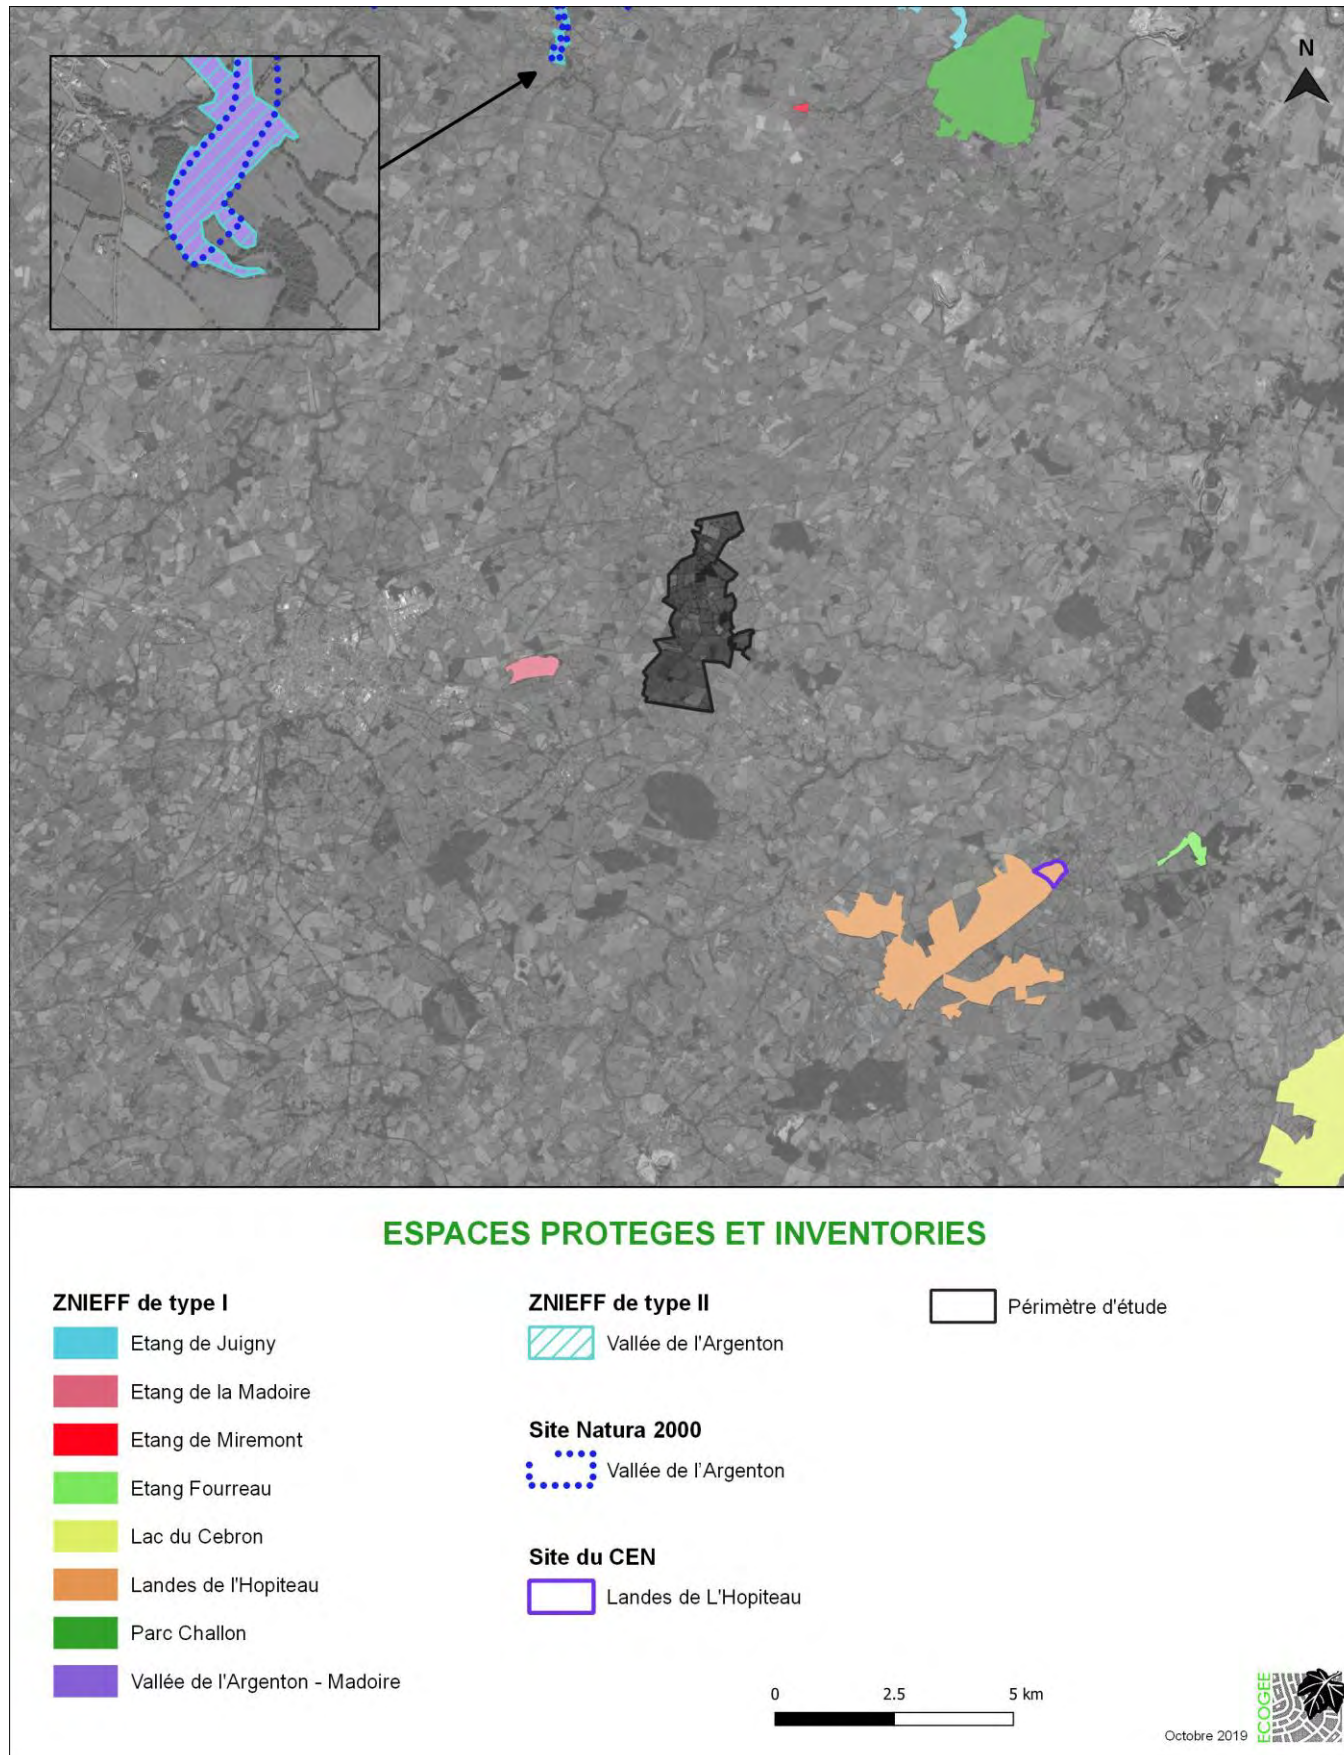 N
ESPACES PROTEGES ET INVENTORIES
ZNIEFF de type I
Etang de Juigny
Etang de la Madoire
Etang de Miremont
Etang Fourreau
Lac du Cebron
Landes de l'Hopiteau
Parc Challon
Vallée de l'Argenton - Madoire
ZNIEFF de type II
Vallée de l'Argenton
Site Natura 2000
Vallée de l'Argenton
Site du CEN
Landes de L'Hopiteau
Périmètre d'étude
0 2.5 5 km
Octobre 2019
ECOGEE